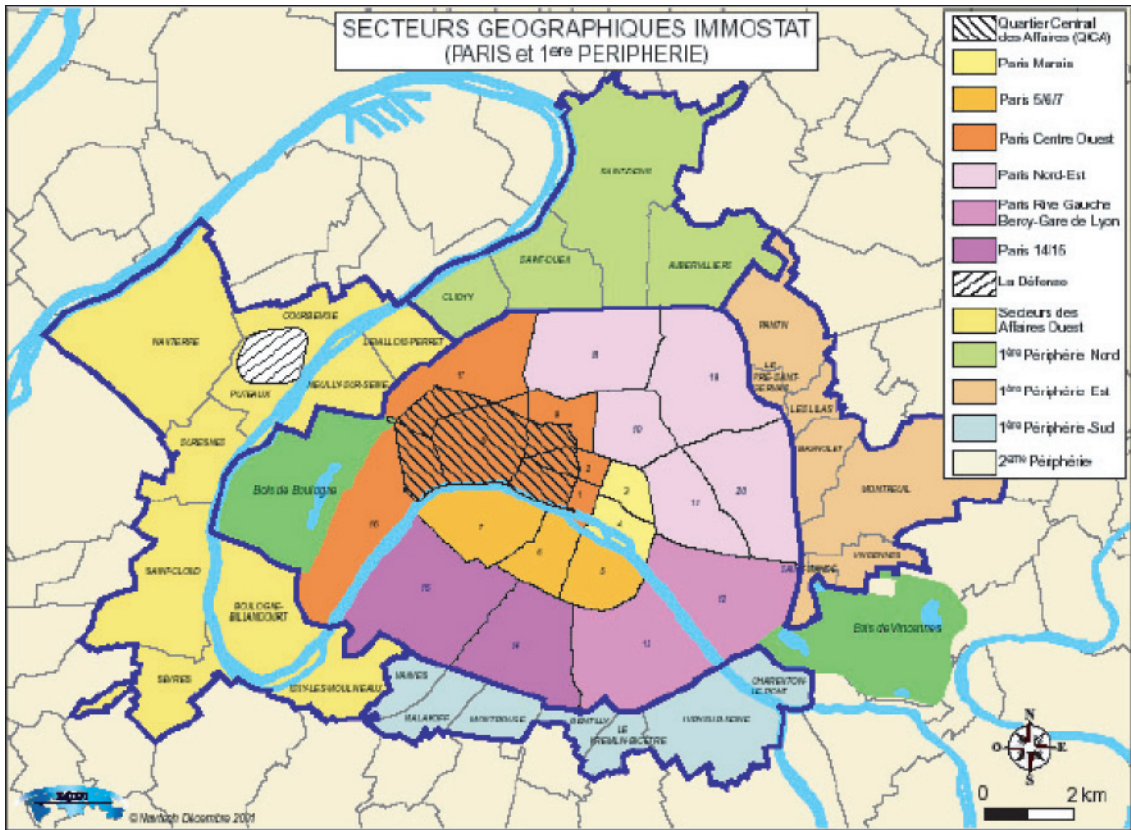 SECTEURS GEOGRAPHIQUES IMMOSTAT
(PARIS et 1ere PERIPHERIE)
Quartier Central
des Affaires (QCA)
Paris Marais
Paris 5/6/7
Paris Centre Ouest
Paris Nord-Est
Paris Rive Gauche
Bercy-Gare de Lyon
Paris 14/15
La Défense
Secteurs des
Affaires Ouest
1ère Périphérie Nord
1ère Périphérie Est
1ère Périphérie-Sud
2ème Périphérie
SAINT-DENIS
SAINT-OUEN
AUBERVILLIERS
CLICHY
COURBEVOIE
NANTERRE
LEVALLOIS-PERRET
PANTIN
LE
PRE-SAINT-
GERVAIS
PUTEAUX
NEUILLY-SUR-SEINE
17
19
LES LILAS
8
9
10
SURESNES
BAGNOLET
2
Bois de Boulogne
1
3
MONTREUIL
16
11
20
7
4
6
VINCENNES
SAINT-CLOUD
5
SAINT-MANDE
15
12
BOULOGNE-
BILLANCOURT
Bois de Vincennes
14
13
SEVRES
ISSY-LES-MOULINEAUX
VANVES
CHARENTON-
LE-PONT
MALAKOFF
MONTROUGE
GENTILLY
LE
KREMLIN-BICETRE
IVRY-SUR-SEINE
N
O
E
S
0
2 km
© Navtech Décembre 2001